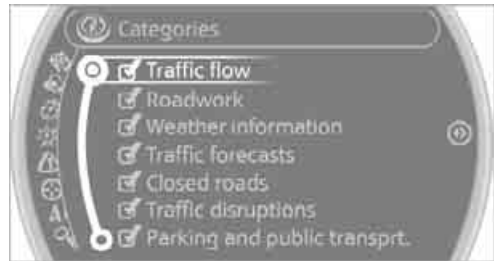 Categories
Traffic flow
Roadwork
Weather information
Traffic forecasts
Closed roads
Traffic disruptions
Parking and public transprt.